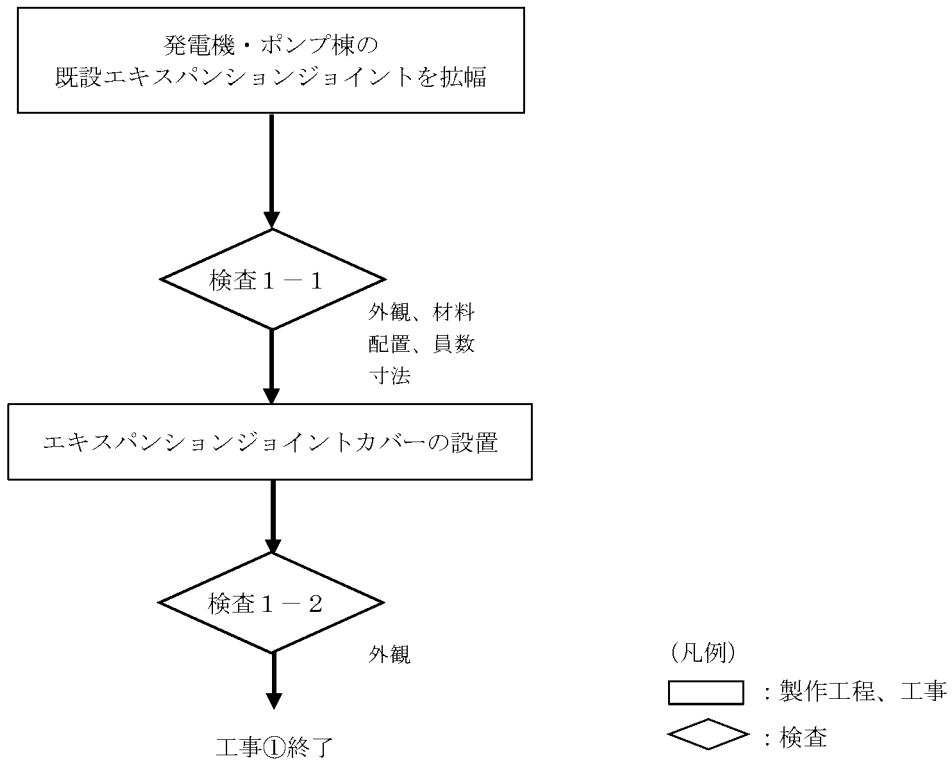 発電機・ポンプ棟の
既設エキスパンションジョイントを拡幅
検査1－1
外観、材料
配置、員数
寸法
エキスパンションジョイントカバーの設置
検査1－2
外観
工事①終了
(凡例)
：製作工程、工事
：検査